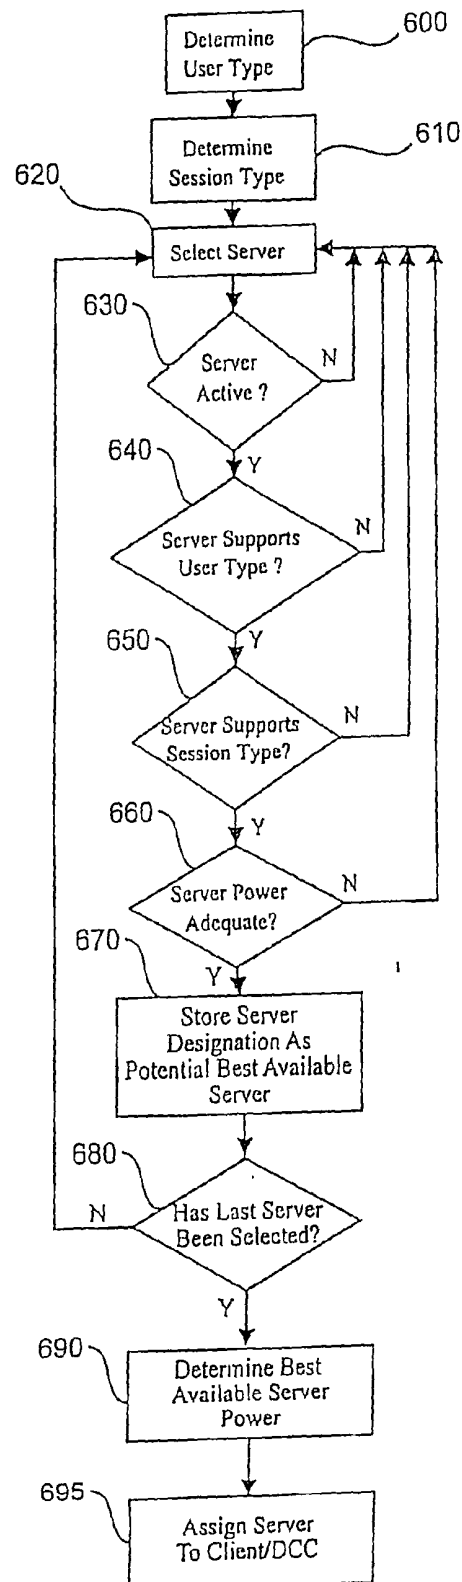 600
Determine
User Type
610
Determine
Session Type
620
Select Server
630
Server
Active ?
N
Y
640
Server Supports
User Type ?
N
Y
650
Server Supports
Session Type?
N
Y
660
Server Power
Adequate?
N
Y
670
Store Server
Designation As
Potential Best Available
Server
680
Has Last Server
Been Selected?
N
Y
690
Determine Best
Available Server
Power
695
Assign Server
To Client/DCC